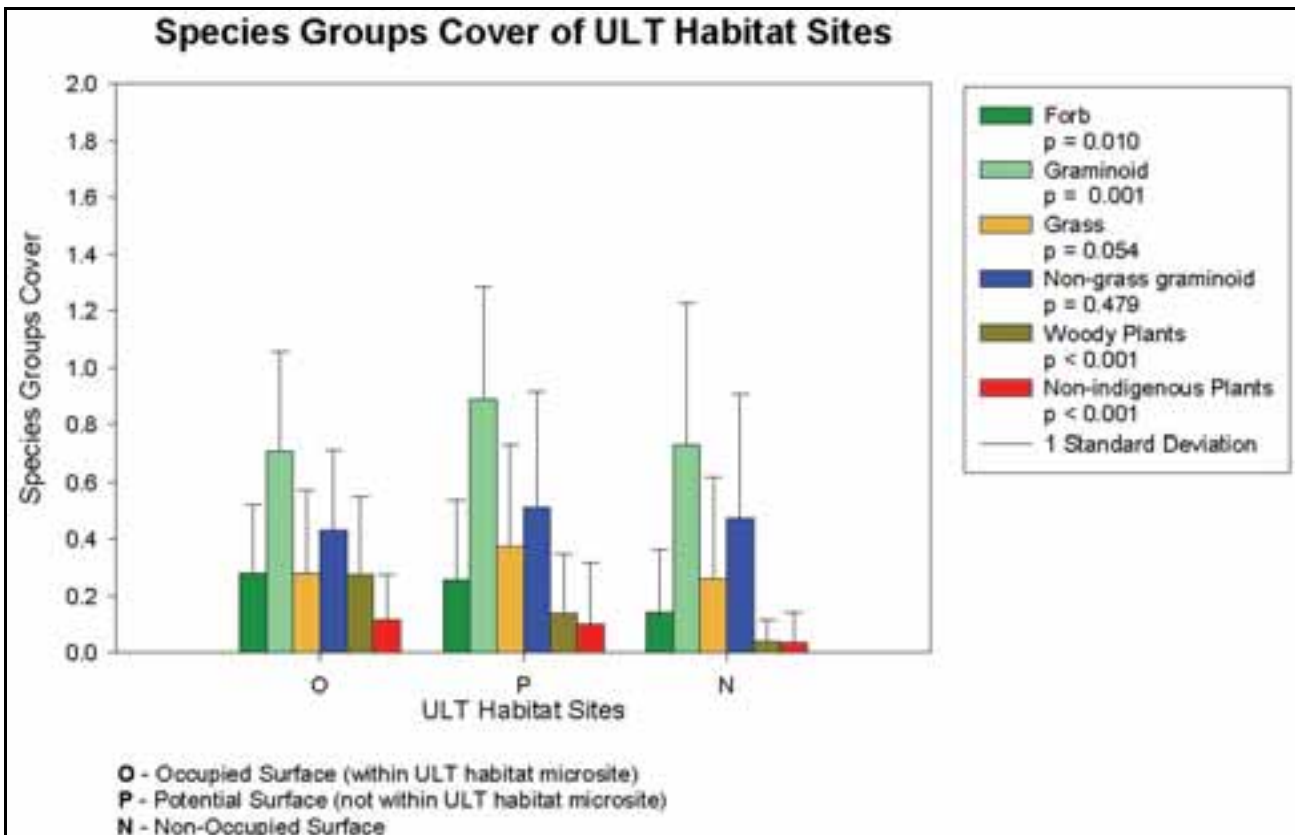 Species Groups Cover of ULT Habitat Sites
2.0
1.8
1.6
1.4
1.2
1.0
0.8
0.6
0.4
0.2
0.0
Species Groups Cover
O
P
N
ULT Habitat Sites
Forb
p = 0.010
Graminoid
p = 0.001
Grass
p = 0.054
Non-grass graminoid
p = 0.479
Woody Plants
p < 0.001
Non-indigenous Plants
p < 0.001
1 Standard Deviation
O - Occupied Surface (within ULT habitat microsite)
P - Potential Surface (not within ULT habitat microsite)
N - Non-Occupied Surface